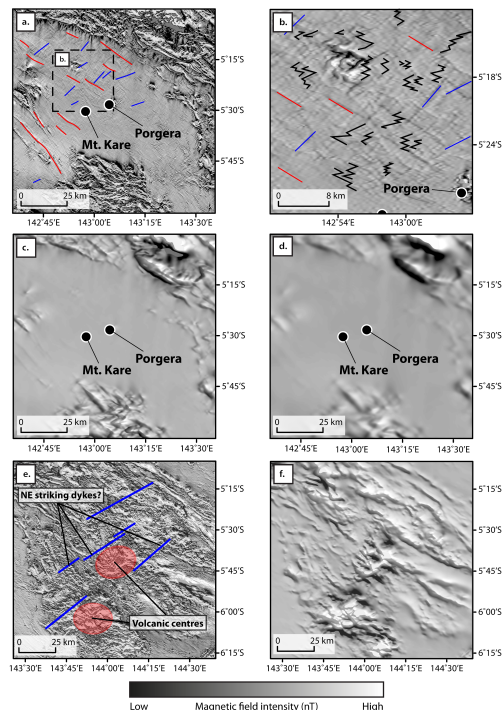 a.
b.
Porgera
Mt. Kare
0 25 km
5°15'S
5°30'S
5°45'S
142°45'E 143°00'E 143°15'E 143°30'E
b.
5°18'S
5°24'S
Porgera
0 8 km
142°54'E 143°00'E
c.
Porgera
Mt. Kare
0 25 km
5°15'S
5°30'S
5°45'S
142°45'E 143°00'E 143°15'E 143°30'E
d.
Porgera
Mt. Kare
0 25 km
5°15'S
5°30'S
5°45'S
142°45'E 143°00'E 143°15'E 143°30'E
e.
NE striking dykes?
Volcanic centres
0 25 km
5°15'S
5°30'S
5°45'S
6°00'S
6°15'S
143°30'E 143°45'E 144°00'E 144°15'E 144°30'E
f.
0 25 km
5°15'S
5°30'S
5°45'S
6°00'S
6°15'S
143°30'E 143°45'E 144°00'E 144°15'E 144°30'E
Low Magnetic field intensity (nT) High